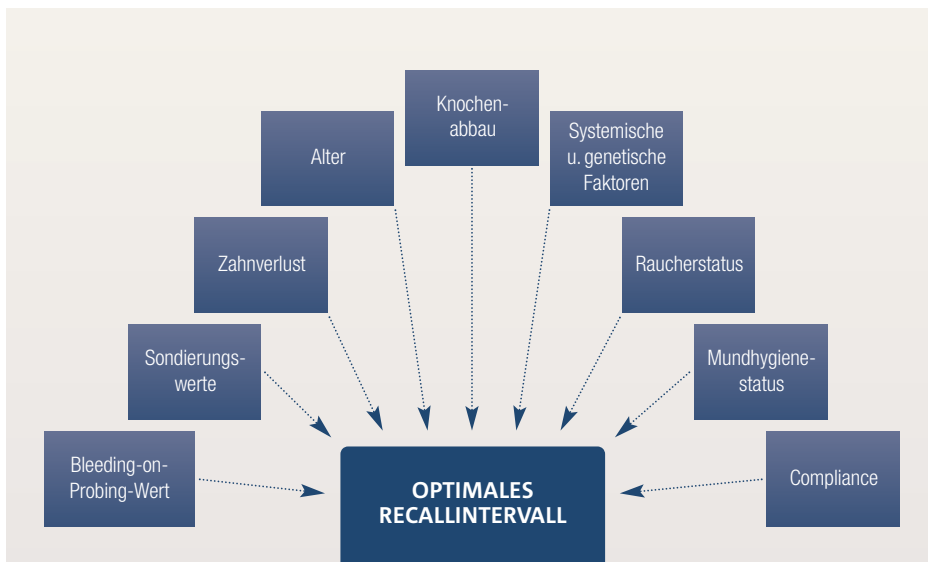 Knochen-
abbau
Alter
Systemische
u. genetische
Faktoren
Zahnverlust
Raucherstatus
Sondierungs-
werte
Mundhygiene-
status
Bleeding-on-
Probing-Wert
Compliance
OPTIMALES
RECALLINTERVALL